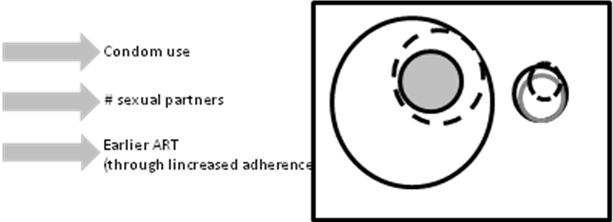 Condom use
# sexual partners
Earlier ART
(through lincreased adherence